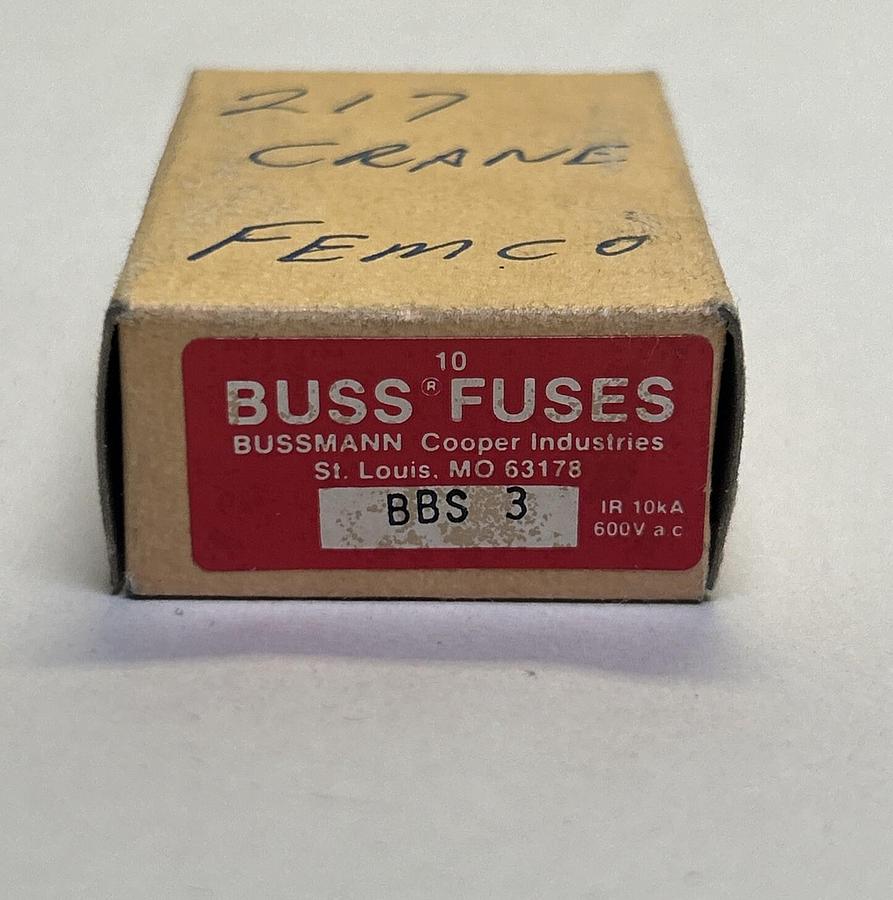 217
CRANE
FEMCO
10
BUSS® FUSES
BUSSMANN Cooper Industries
St. Louis, MO 63178
BBS 3
IR 10kA
600V a c